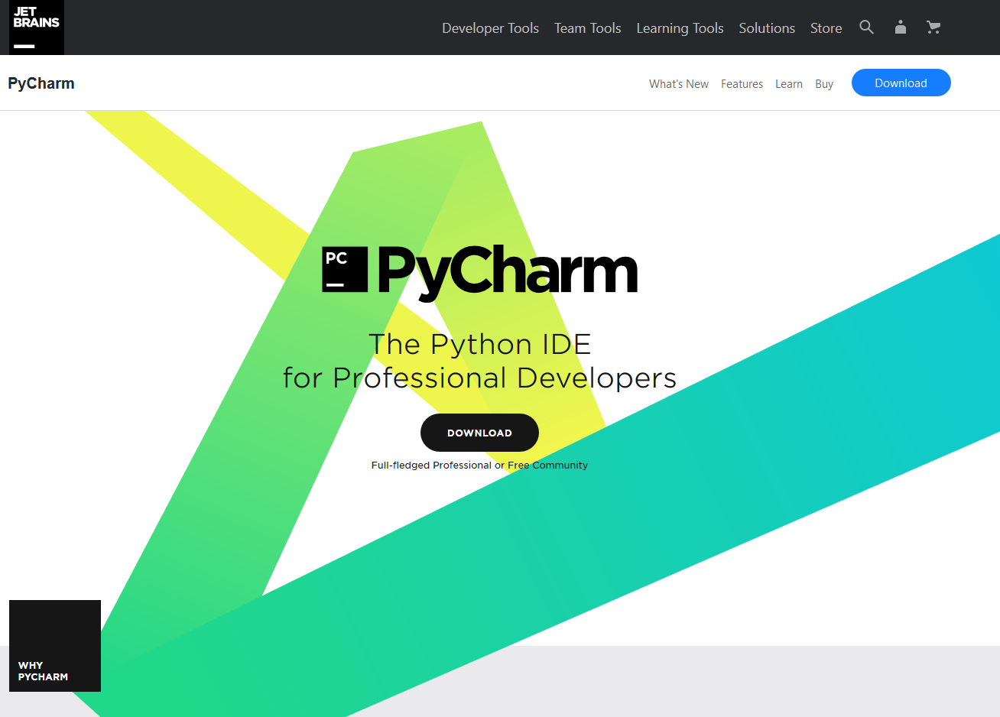 JET
BRAINS
Developer Tools Team Tools Learning Tools Solutions Store
PyCharm
What's New Features Learn Buy Download
PC
PyCharm
The Python IDE
for Professional Developers
DOWNLOAD
Full-fledged Professional or Free Community
WHY
PYCHARM